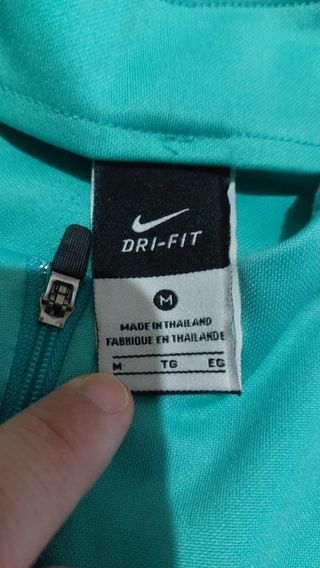 DRI-FIT
M
MADE IN THAILAND
FABRIQUE EN THAILANDE
M TG EG